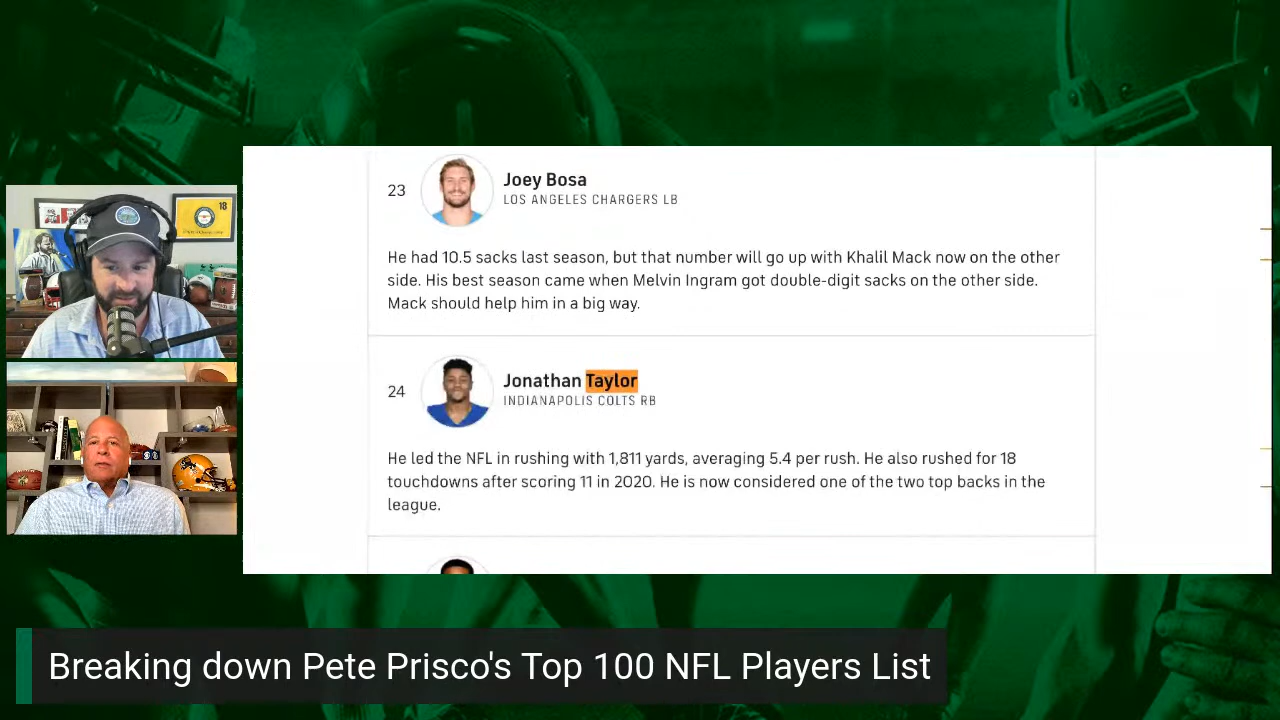 23
Joey Bosa
LOS ANGELES CHARGERS LB
He had 10.5 sacks last season, but that number will go up with Khalil Mack now on the other
side. His best season came when Melvin Ingram got double-digit sacks on the other side.
Mack should help him in a big way.
24
Jonathan Taylor
INDIANAPOLIS COLTS RB
He led the NFL in rushing with 1,811 yards, averaging 5.4 per rush. He also rushed for 18
touchdowns after scoring 11 in 2020. He is now considered one of the two top backs in the
league.
18
Breaking down Pete Prisco's Top 100 NFL Players List